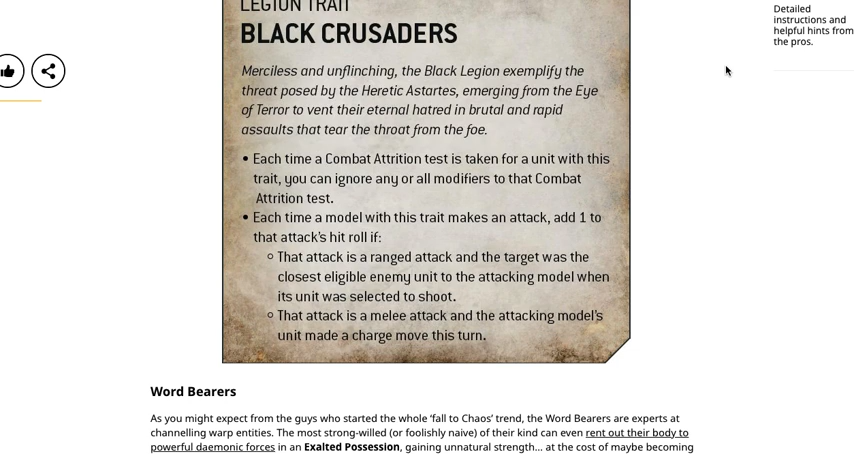 LEGION TRAIT
BLACK CRUSADERS
Merciless and unflinching, the Black Legion exemplify the
threat posed by the Heretic Astartes, emerging from the Eye
of Terror to vent their eternal hatred in brutal and rapid
assaults that tear the throat from the foe.
• Each time a Combat Attrition test is taken for a unit with this
trait, you can ignore any or all modifiers to that Combat
Attrition test.
• Each time a model with this trait makes an attack, add 1 to
that attack's hit roll if:
○ That attack is a ranged attack and the target was the
closest eligible enemy unit to the attacking model when
its unit was selected to shoot.
○ That attack is a melee attack and the attacking model's
unit made a charge move this turn.
Word Bearers
As you might expect from the guys who started the whole ‘fall to Chaos’ trend, the Word Bearers are experts at
channelling warp entities. The most strong-willed (or foolishly naive) of their kind can even rent out their body to
powerful daemonic forces in an Exalted Possession, gaining unnatural strength... at the cost of maybe becoming
Detailed
instructions and
helpful hints from
the pros.